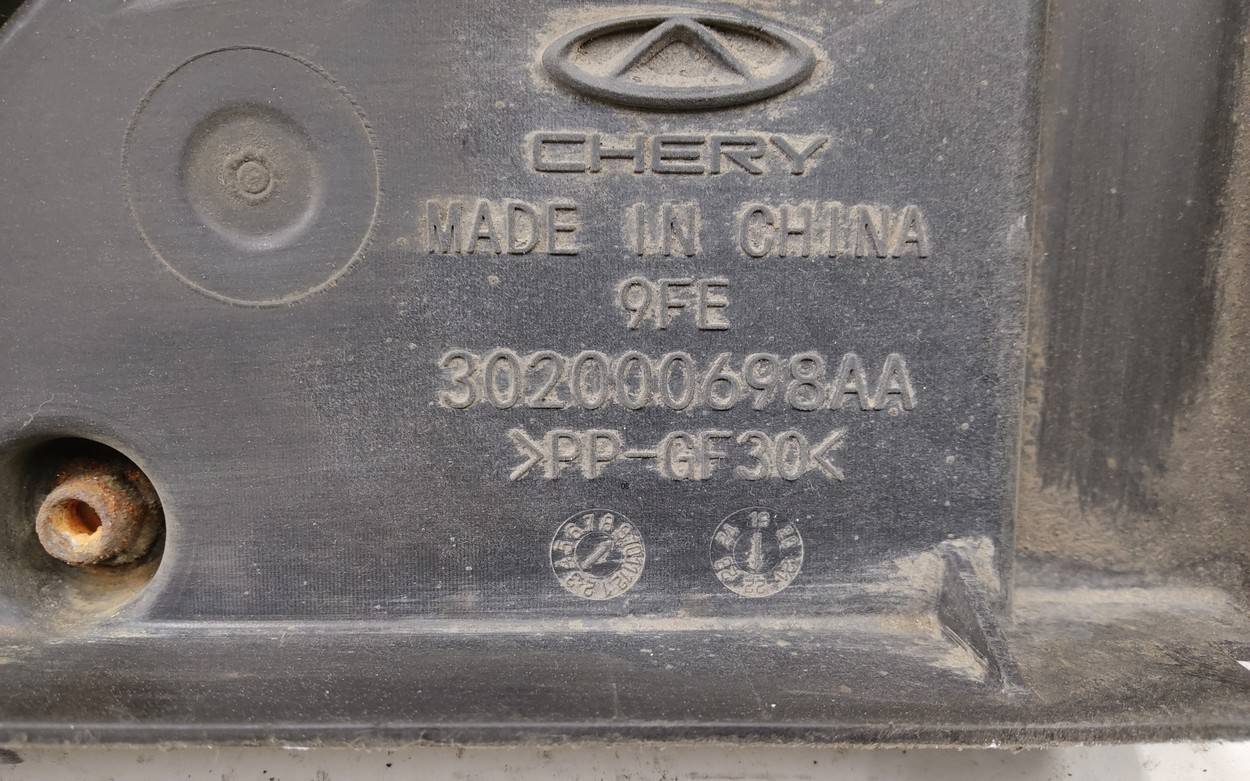 CHERY
MADE IN CHINA
9FE
302000698AA
>PP-GF30<